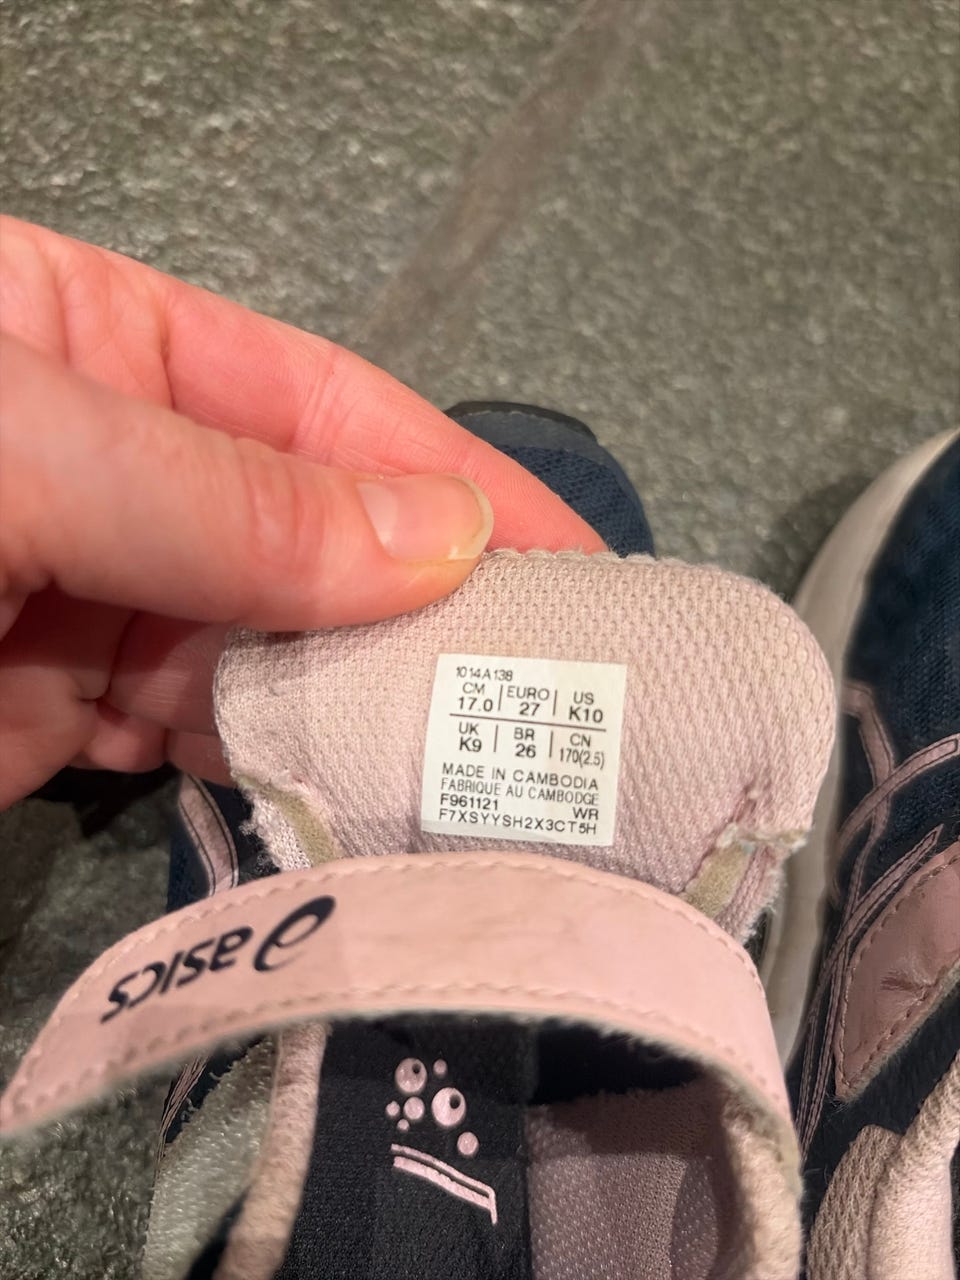 1014A138
CM 17.0 | EURO 27 | US K10
UK K9 | BR 26 | CN 170(2.5)
MADE IN CAMBODIA
FABRIQUE AU CAMBODGE
F961121 WR
F7XSYYSH2X3CT5H
asics